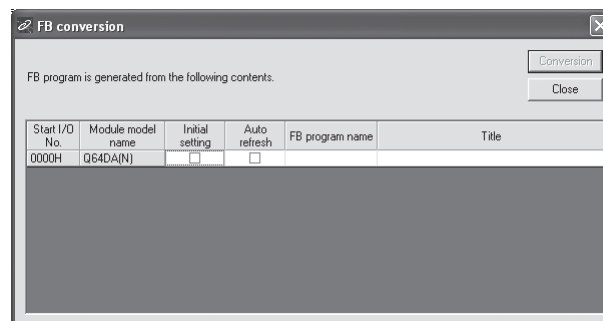 FB conversion
Conversion
FB program is generated from the following contents.
Close
Start I/O No. Module model name Initial setting Auto refresh FB program name Title
0000H Q64DA(N)